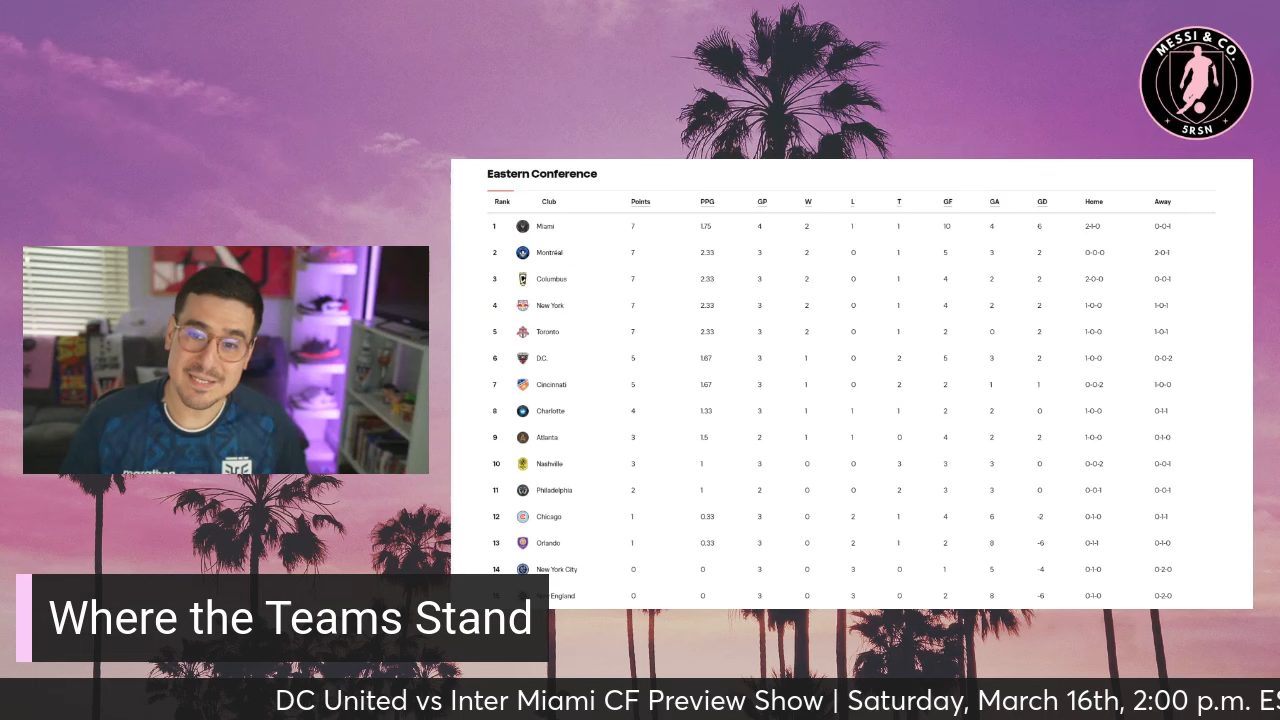 MESSI & CO.
SRSN
Eastern Conference
Rank Club Points PPG GP W L T GF GA GD Home Away
1 Miami 7 1.75 4 2 1 1 10 4 6 2-1-0 0-0-1
2 Montréal 7 2.33 3 2 0 1 5 3 2 0-0-0 2-0-1
3 Columbus 7 2.33 3 2 0 1 4 2 2 2-0-0 0-0-1
4 New York 7 2.33 3 2 0 1 4 2 2 1-0-0 1-0-1
5 Toronto 7 2.33 3 2 0 1 2 0 2 1-0-0 1-0-1
6 D.C. 5 1.67 3 1 0 2 5 3 2 1-0-0 0-0-2
7 Cincinnati 5 1.67 3 1 0 2 2 1 1 0-0-2 1-0-0
8 Charlotte 4 1.33 3 1 1 1 2 2 0 1-0-0 0-1-1
9 Atlanta 3 1.5 2 1 1 0 4 2 2 1-0-0 0-1-0
10 Nashville 3 1 3 0 0 3 3 3 0 0-0-2 0-0-1
11 Philadelphia 2 1 2 0 0 2 3 3 0 0-0-1 0-0-1
12 Chicago 1 0.33 3 0 2 1 4 6 -2 0-1-0 0-1-1
13 Orlando 1 0.33 3 0 2 1 2 8 -6 0-1-1 0-1-0
14 New York City 0 0 3 0 3 0 1 5 -4 0-1-0 0-2-0
England 0 0 3 0 3 0 2 8 -6 0-1-0 0-2-0
marathon
Where the Teams Stand
DC United vs Inter Miami CF Preview Show | Saturday, March 16th, 2:00 p.m. ES